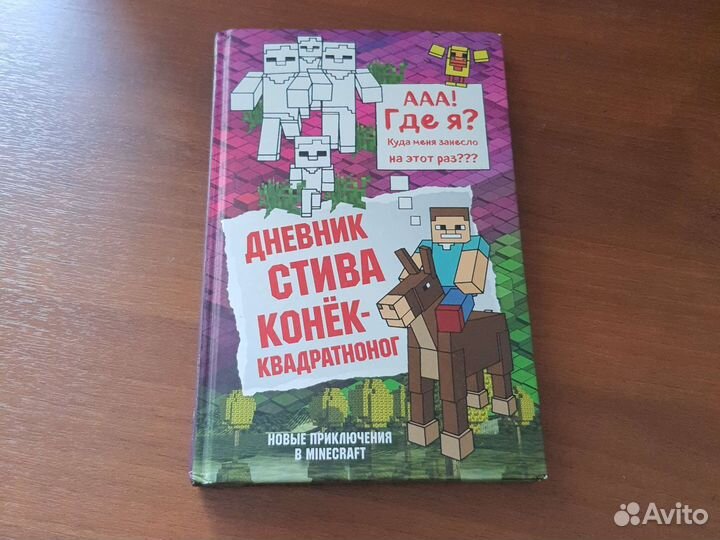 ААА!
Где я?
Куда меня занесло
на этот раз???
ДНЕВНИК
СТИВА
КОНЁК-
КВАДРАТНОНОГ
НОВЫЕ ПРИКЛЮЧЕНИЯ
В MINECRAFT
Avito